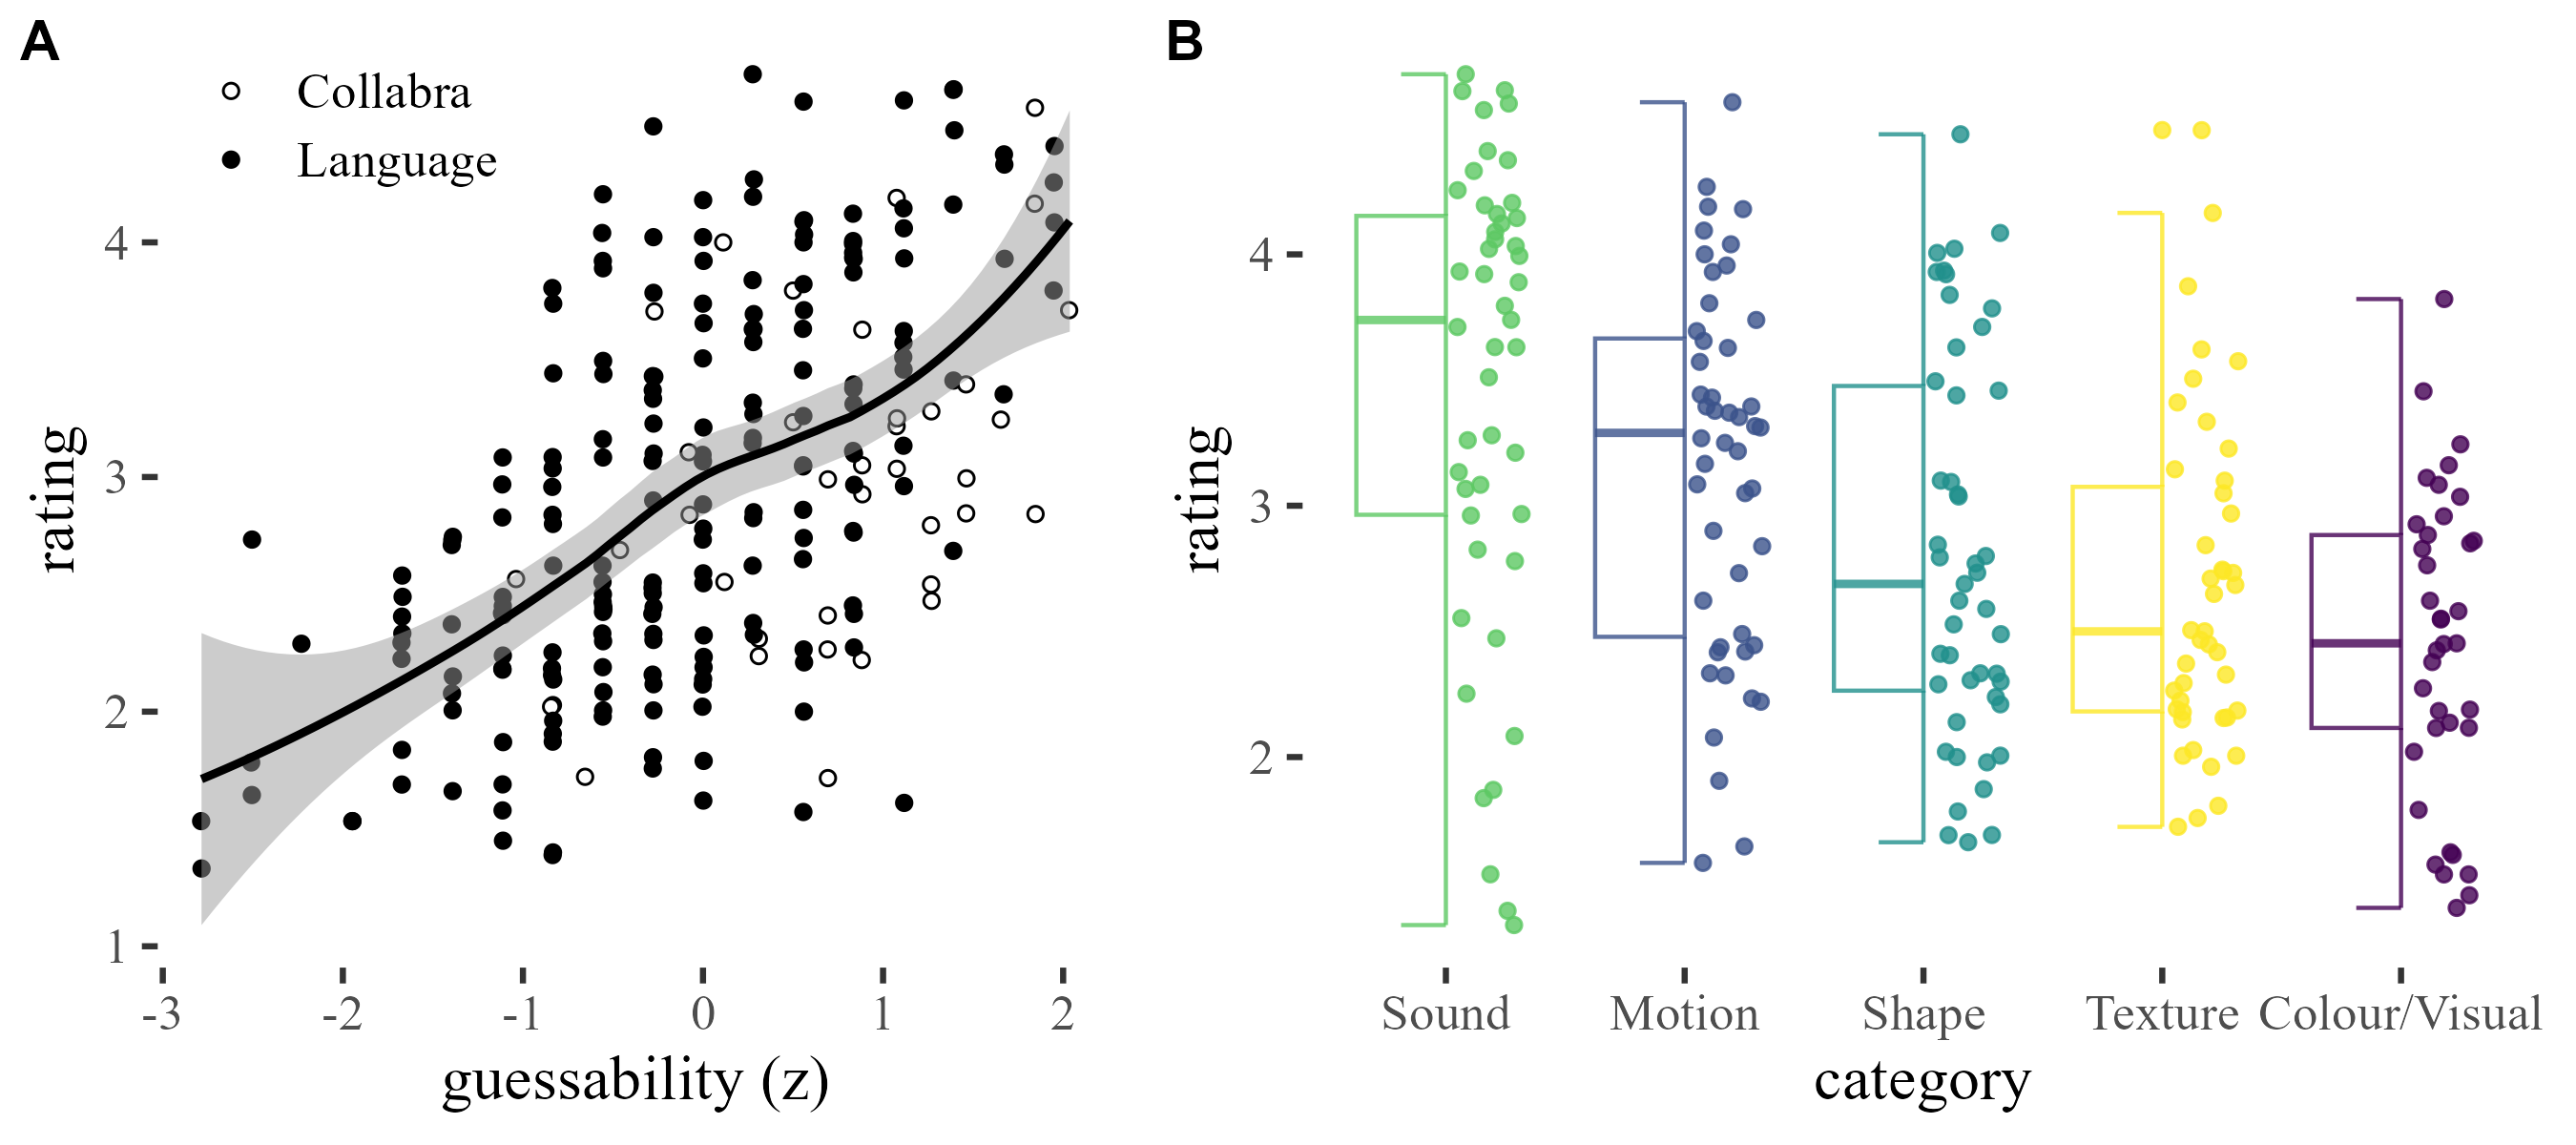 A
Collabra
Language
rating
4
3
2
1
-3 -2 -1 0 1 2
guessability (z)
B
rating
4
3
2
Sound Motion Shape Texture Colour/Visual
category